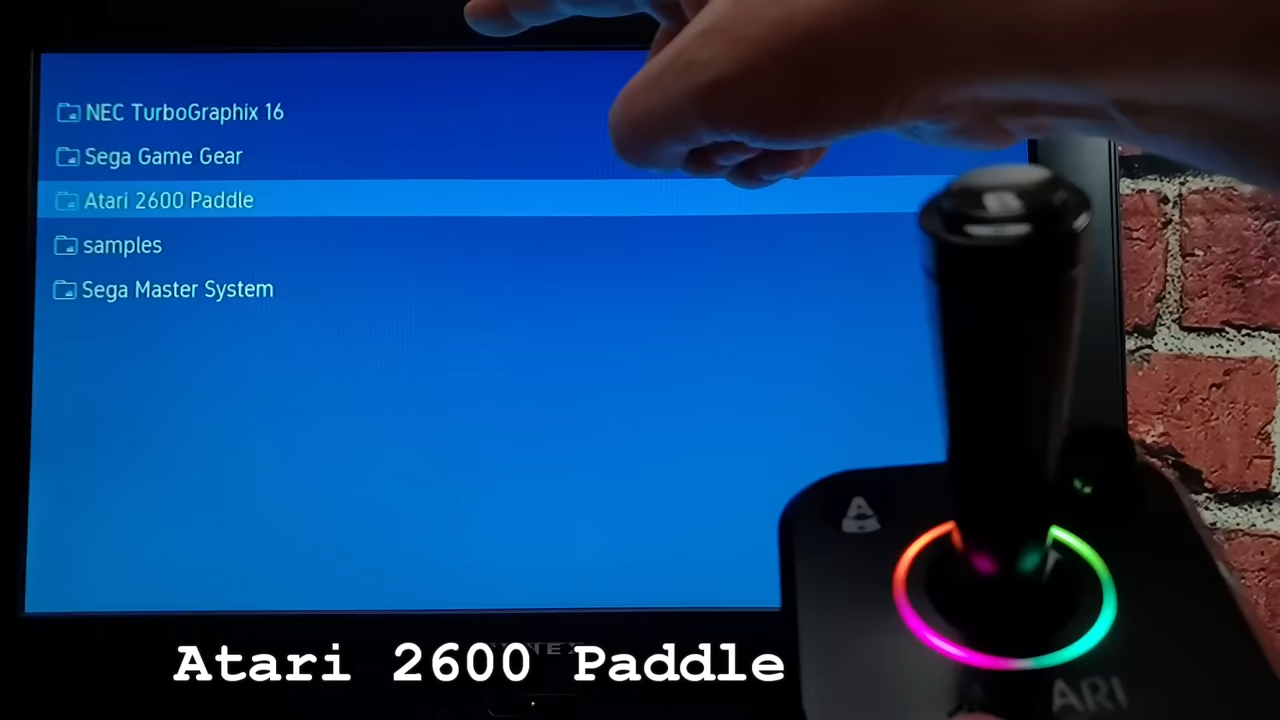 NEC TurboGraphix 16
Sega Game Gear
Atari 2600 Paddle
samples
Sega Master System
Atari 2600 Paddle